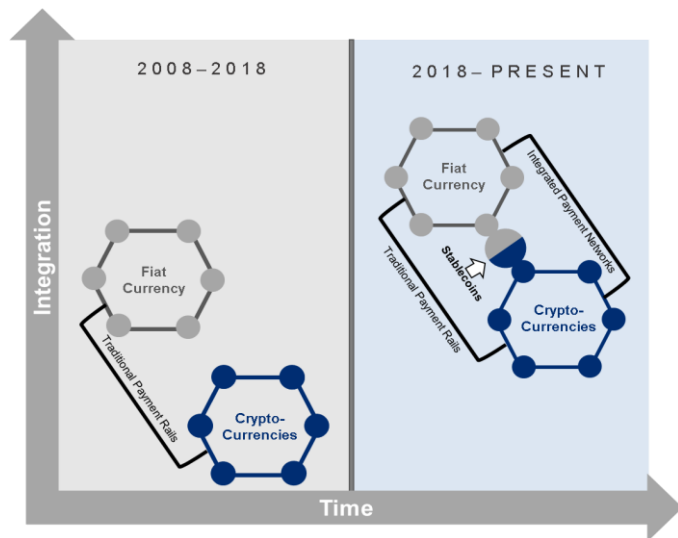 2008–2018
2018– PRESENT
Integration
Fiat
Currency
Traditional Payment Rails
Crypto-
Currencies
Fiat
Currency
Integrated Payment Networks
Traditional Payment Rails
Stablecoins
Crypto-
Currencies
Time